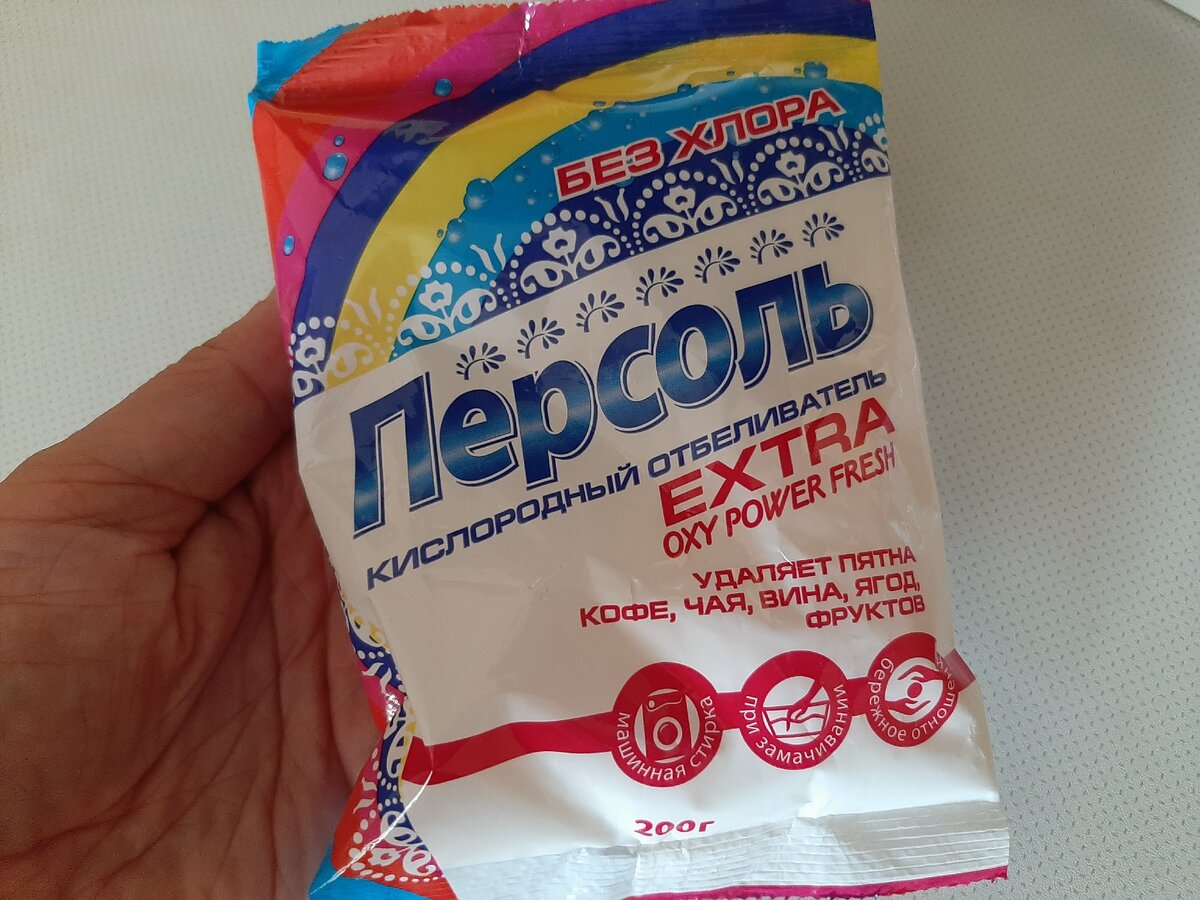 БЕЗ ХЛОРА
Персоль
КИСЛОРОДНЫЙ ОТБЕЛИВАТЕЛЬ
EXTRA
OXY POWER FRESH
УДАЛЯЕТ ПЯТНА
КОФЕ, ЧАЯ, ВИНА, ЯГОД,
ФРУКТОВ
машинная стирка
при замачивании
бережное
200г